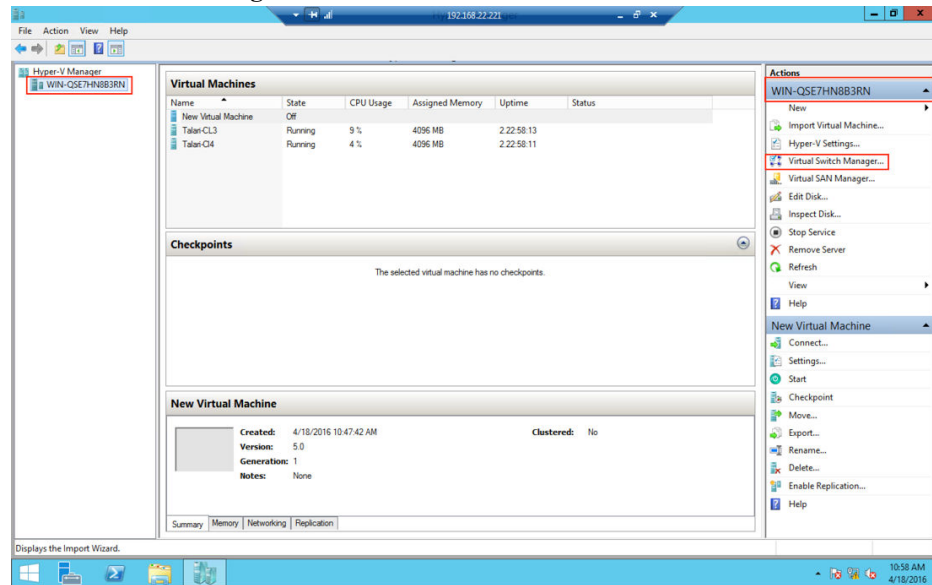 192.168.22.221
File Action View Help
Hyper-V Manager
WIN-QSE7HN8B3RN
Virtual Machines
Name State CPU Usage Assigned Memory Uptime Status
New Virtual Machine Off
Talari-CL3 Running 9 % 4096 MB 2.22:58:13
Talari-Cl4 Running 4 % 4096 MB 2.22:58:11
Checkpoints
The selected virtual machine has no checkpoints.
New Virtual Machine
Created: 4/18/2016 10:47:42 AM Clustered: No
Version: 5.0
Generation: 1
Notes: None
Summary Memory Networking Replication
Actions
WIN-QSE7HN8B3RN
New
Import Virtual Machine...
Hyper-V Settings...
Virtual Switch Manager...
Virtual SAN Manager...
Edit Disk...
Inspect Disk...
Stop Service
Remove Server
Refresh
View
Help
New Virtual Machine
Connect...
Settings...
Start
Checkpoint
Move...
Export...
Rename...
Delete...
Enable Replication...
Help
Displays the Import Wizard.
10:58 AM
4/18/2016